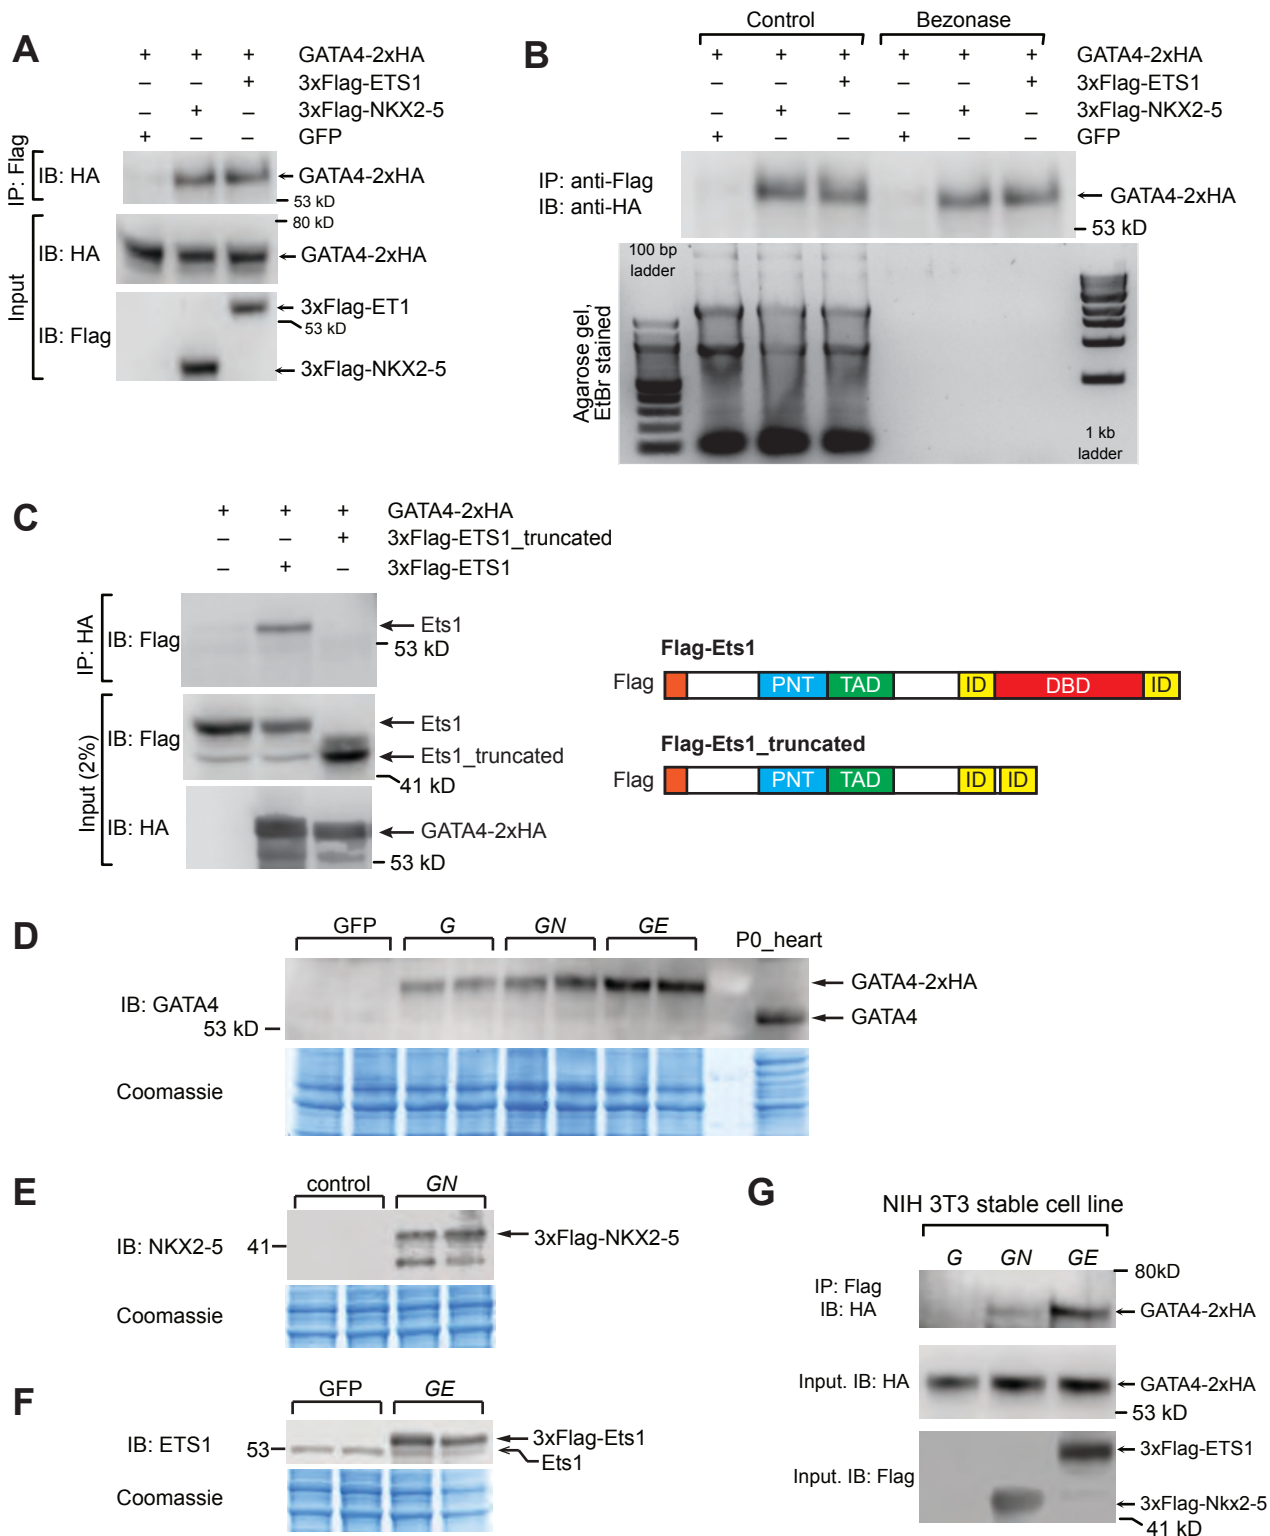 A
+ + + GATA4-2xHA
– – + 3xFlag-ETS1
– + – 3xFlag-NKX2-5
+ – – GFP
IP: Flag
IB: HA
GATA4-2xHA
53 kD
80 kD
Input
IB: HA
GATA4-2xHA
IB: Flag
3xFlag-ET1
53 kD
3xFlag-NKX2-5
B
Control Bezonase
+ + + + + + GATA4-2xHA
– – + – – + 3xFlag-ETS1
– + – – + – 3xFlag-NKX2-5
+ – – + – – GFP
IP: anti-Flag
IB: anti-HA
GATA4-2xHA
53 kD
Agarose gel,
EtBr stained
100 bp
ladder
1 kb
ladder
C
+ + + GATA4-2xHA
– – + 3xFlag-ETS1_truncated
– + – 3xFlag-ETS1
IP: HA
IB: Flag
Ets1
53 kD
Input (2%)
IB: Flag
Ets1
Ets1_truncated
41 kD
IB: HA
GATA4-2xHA
53 kD
Flag-Ets1
Flag PNT TAD ID DBD ID
Flag-Ets1_truncated
Flag PNT TAD ID ID
D
GFP G GN GE P0_heart
IB: GATA4
GATA4-2xHA
GATA4
53 kD
Coomassie
E
control GN
IB: NKX2-5 41
3xFlag-NKX2-5
Coomassie
F
GFP GE
IB: ETS1 53
3xFlag-Ets1
Ets1
Coomassie
G
NIH 3T3 stable cell line
G GN GE
80kD
IP: Flag
IB: HA
GATA4-2xHA
Input. IB: HA
GATA4-2xHA
53 kD
Input. IB: Flag
3xFlag-ETS1
3xFlag-Nkx2-5
41 kD